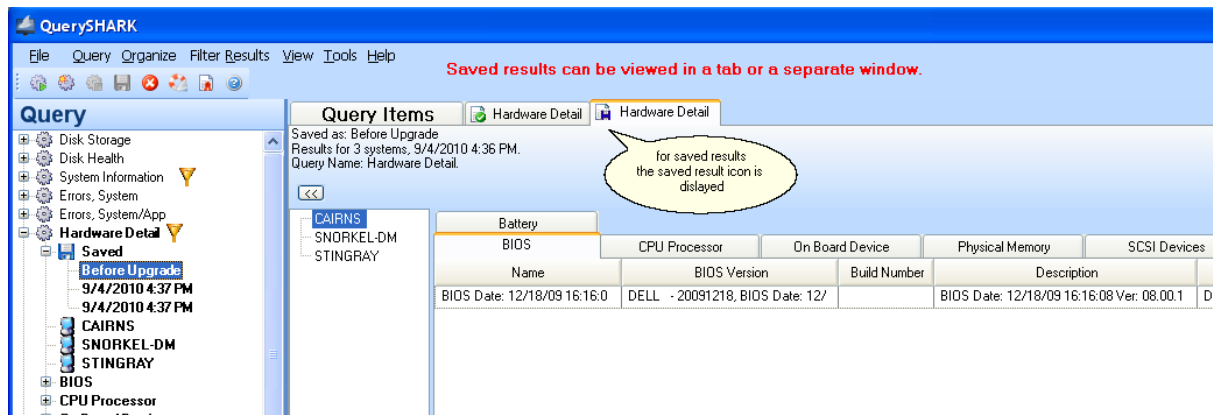 QuerySHARK
File Query Organize Filter Results View Tools Help
Saved results can be viewed in a tab or a separate window.
Query
Disk Storage
Disk Health
System Information
Errors, System
Errors, System/App
Hardware Detail
Saved
Before Upgrade
9/4/2010 4:37 PM
9/4/2010 4:37 PM
CAIRNS
SNORKEL-DM
STINGRAY
BIOS
CPU Processor
Query Items Hardware Detail Hardware Detail
Saved as: Before Upgrade
Results for 3 systems, 9/4/2010 4:36 PM.
Query Name: Hardware Detail.
<<
for saved results
the saved result icon is
dislayed
CAIRNS
SNORKEL-DM
STINGRAY
Battery
BIOS CPU Processor On Board Device Physical Memory SCSI Devices
Name BIOS Version Build Number Description
BIOS Date: 12/18/09 16:16:0 DELL - 20091218, BIOS Date: 12/ BIOS Date: 12/18/09 16:16:08 Ver: 08.00.1 D